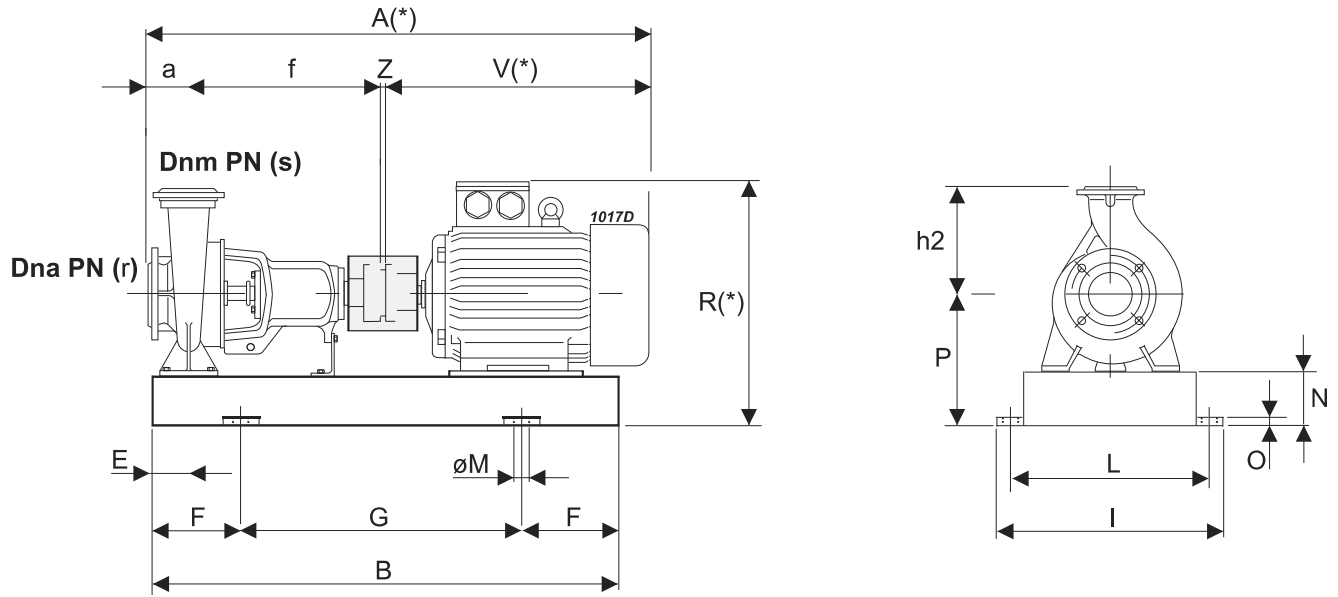 A(*)
a f Z V(*)
Dnm PN (s)
1017D
Dna PN (r)
h2
R(*)
P
N
E
øM
O
L
F G F
I
B